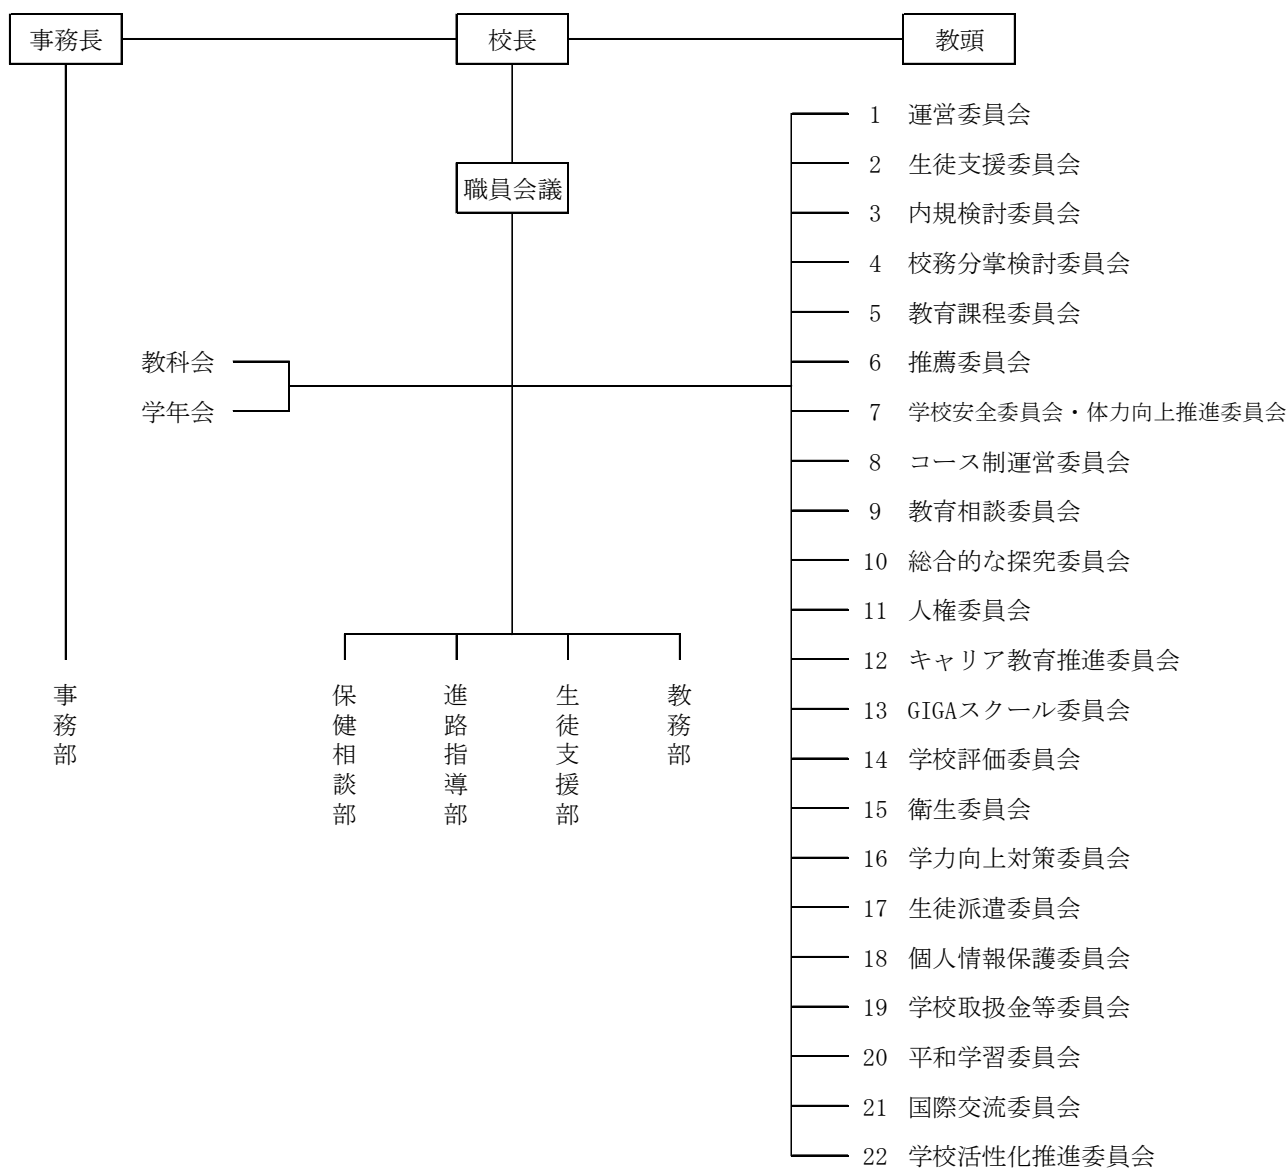 事務長
校長
教頭
職員会議
教科会
学年会
1 運営委員会
2 生徒支援委員会
3 内規検討委員会
4 校務分掌検討委員会
5 教育課程委員会
6 推薦委員会
7 学校安全委員会・体力向上推進委員会
8 コース制運営委員会
9 教育相談委員会
10 総合的な探究委員会
11 人権委員会
12 キャリア教育推進委員会
13 GIGAスクール委員会
14 学校評価委員会
15 衛生委員会
16 学力向上対策委員会
17 生徒派遣委員会
18 個人情報保護委員会
19 学校取扱金等委員会
20 平和学習委員会
21 国際交流委員会
22 学校活性化推進委員会
事務部
保健相談部
進路指導部
生徒支援部
教務部